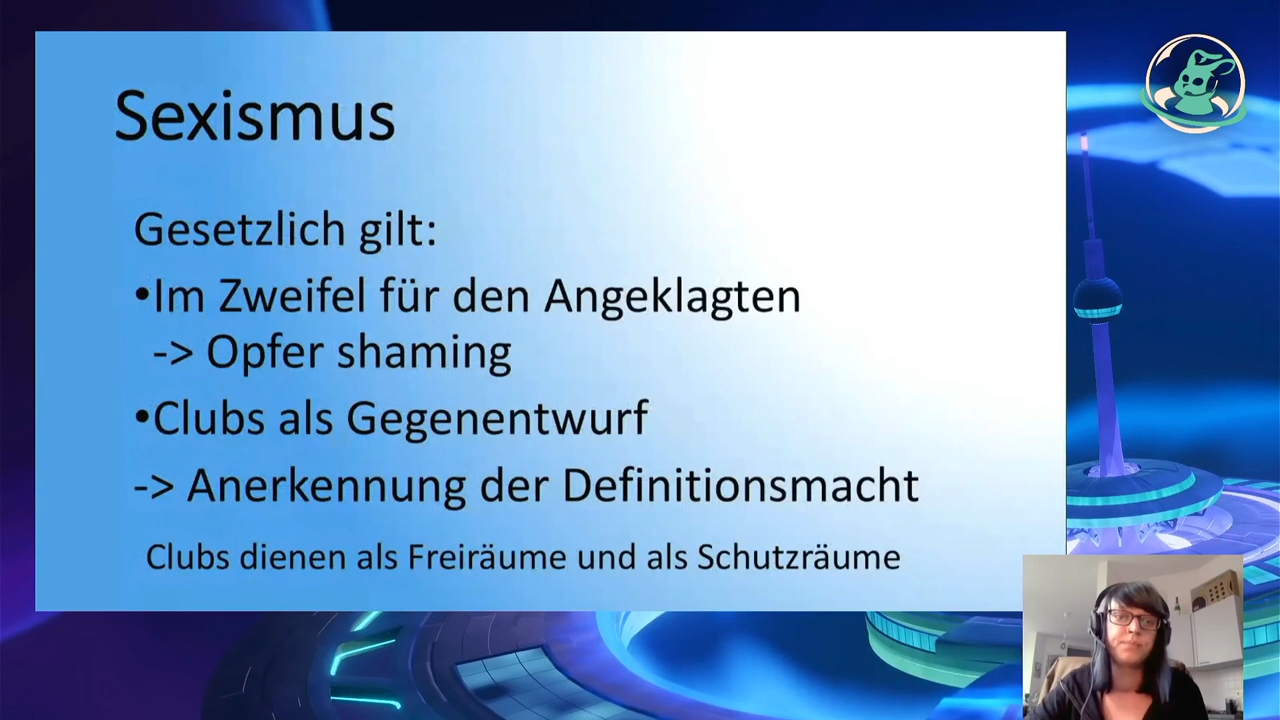 Sexismus
Gesetzlich gilt:
•Im Zweifel für den Angeklagten
-> Opfer shaming
•Clubs als Gegenentwurf
-> Anerkennung der Definitionsmacht
Clubs dienen als Freiräume und als Schutzräume